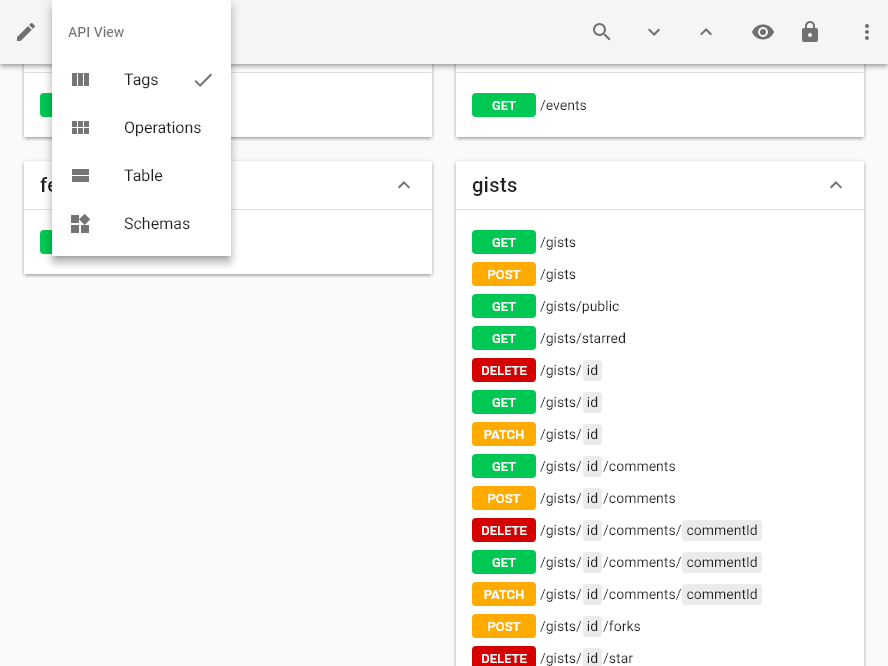 API View
Tags
Operations
Table
Schemas
GET /events
fe
gists
GET /gists
POST /gists
GET /gists/public
GET /gists/starred
DELETE /gists/ id
GET /gists/ id
PATCH /gists/ id
GET /gists/ id /comments
POST /gists/ id /comments
DELETE /gists/ id /comments/ commentId
GET /gists/ id /comments/ commentId
PATCH /gists/ id /comments/ commentId
POST /gists/ id /forks
DELETE /gists/ id /star